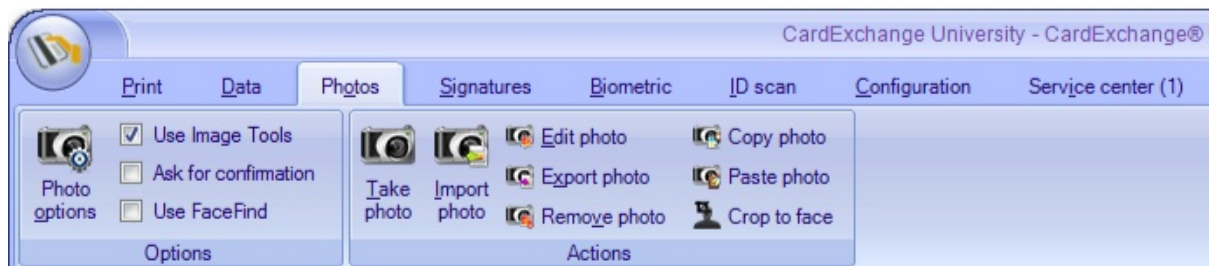 CardExchange University - CardExchange®
Print Data Photos Signatures Biometric ID scan Configuration Service center (1)
Photo options
Use Image Tools
Ask for confirmation
Use FaceFind
Options
Take photo
Import photo
Edit photo
Export photo
Remove photo
Copy photo
Paste photo
Crop to face
Actions